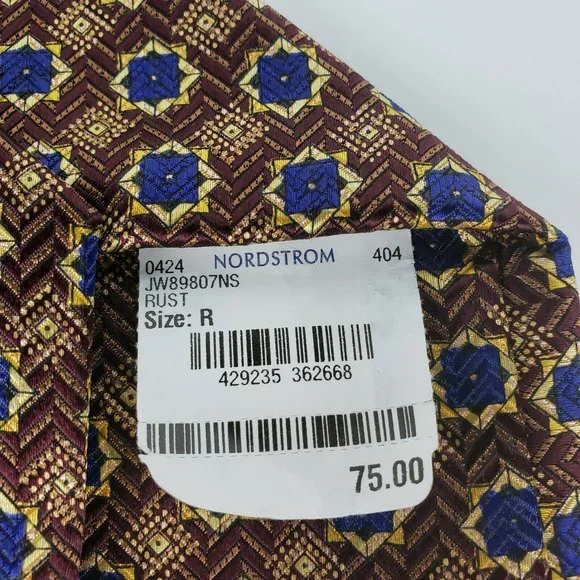 0424 NORDSTROM 404
JW89807NS
RUST
Size: R
429235 362668
75.00